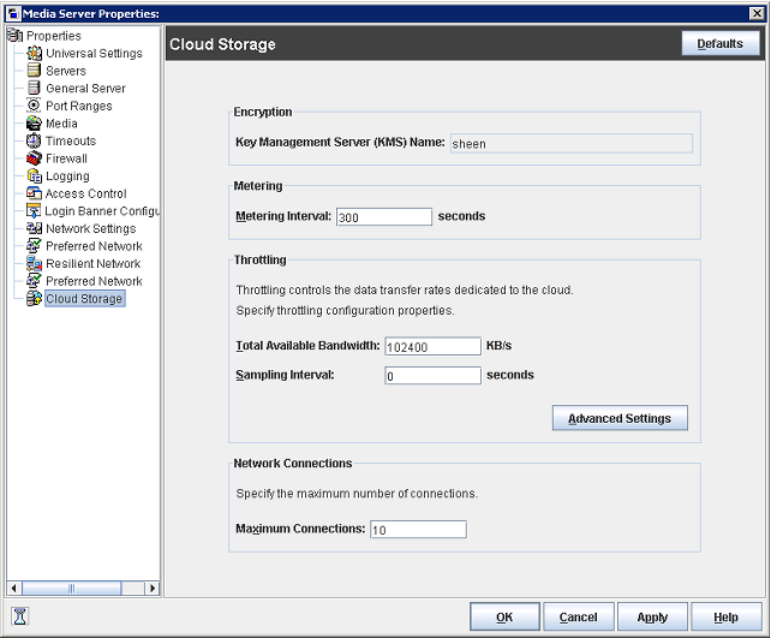 Media Server Properties:
Properties
Universal Settings
Servers
General Server
Port Ranges
Media
Timeouts
Firewall
Logging
Access Control
Login Banner Configu
Network Settings
Preferred Network
Resilient Network
Preferred Network
Cloud Storage
Cloud Storage
Defaults
Encryption
Key Management Server (KMS) Name: sheen
Metering
Metering Interval: 300 seconds
Throttling
Throttling controls the data transfer rates dedicated to the cloud.
Specify throttling configuration properties.
Total Available Bandwidth: 102400 KB/s
Sampling Interval: 0 seconds
Advanced Settings
Network Connections
Specify the maximum number of connections.
Maximum Connections: 10
OK Cancel Apply Help